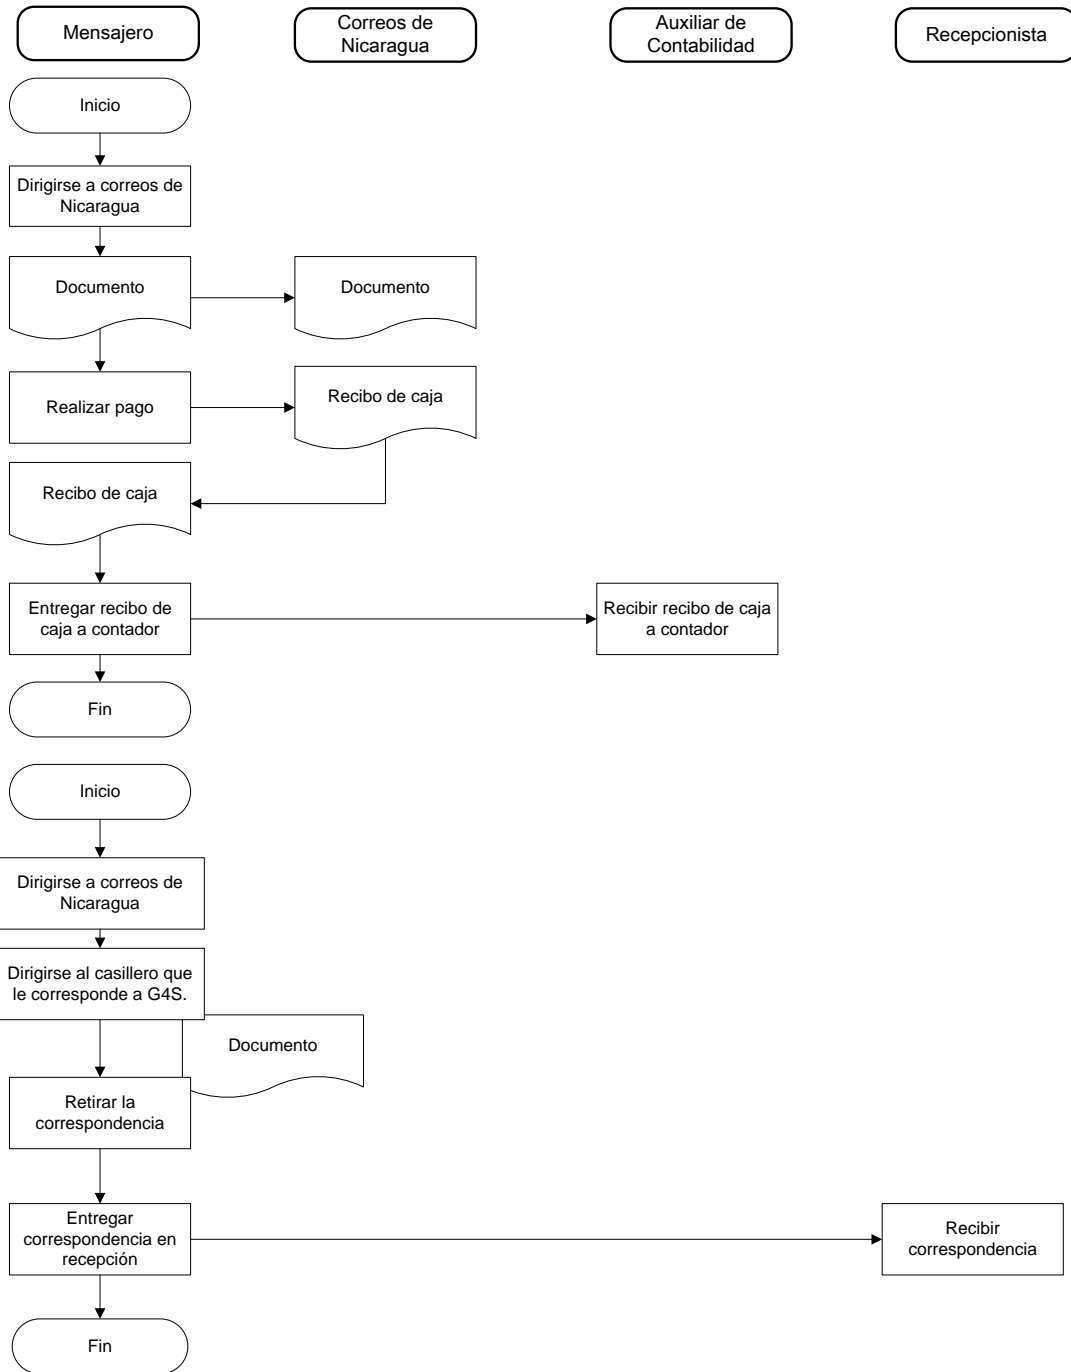 Mensajero
Correos de
Nicaragua
Auxiliar de
Contabilidad
Recepcionista
Inicio
Dirigirse a correos de
Nicaragua
Documento
Documento
Realizar pago
Recibo de caja
Recibo de caja
Entregar recibo de
caja a contador
Recibir recibo de caja
a contador
Fin
Inicio
Dirigirse a correos de
Nicaragua
Dirigirse al casillero que
le corresponde a G4S.
Documento
Retirar la
correspondencia
Entregar
correspondencia en
recepción
Recibir
correspondencia
Fin